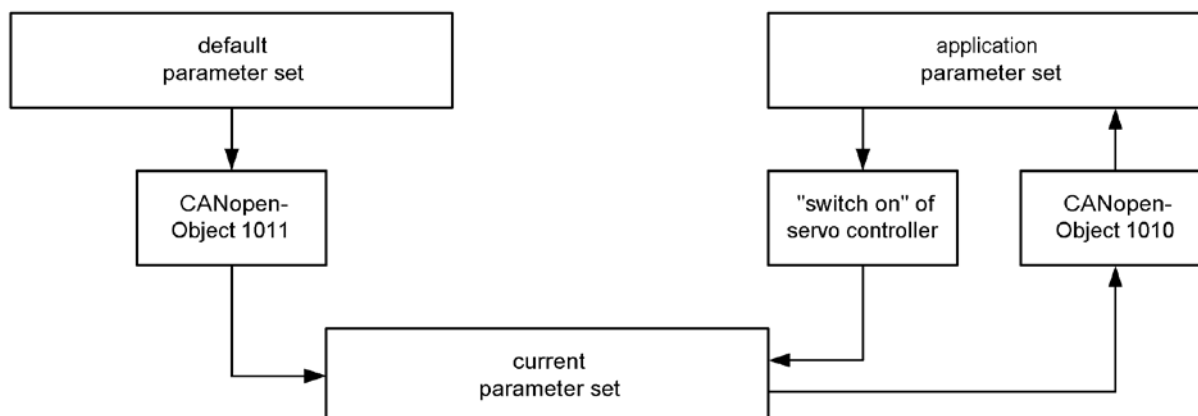 default
parameter set
application
parameter set
CANopen-
Object 1011
"switch on" of
servo controller
CANopen-
Object 1010
current
parameter set